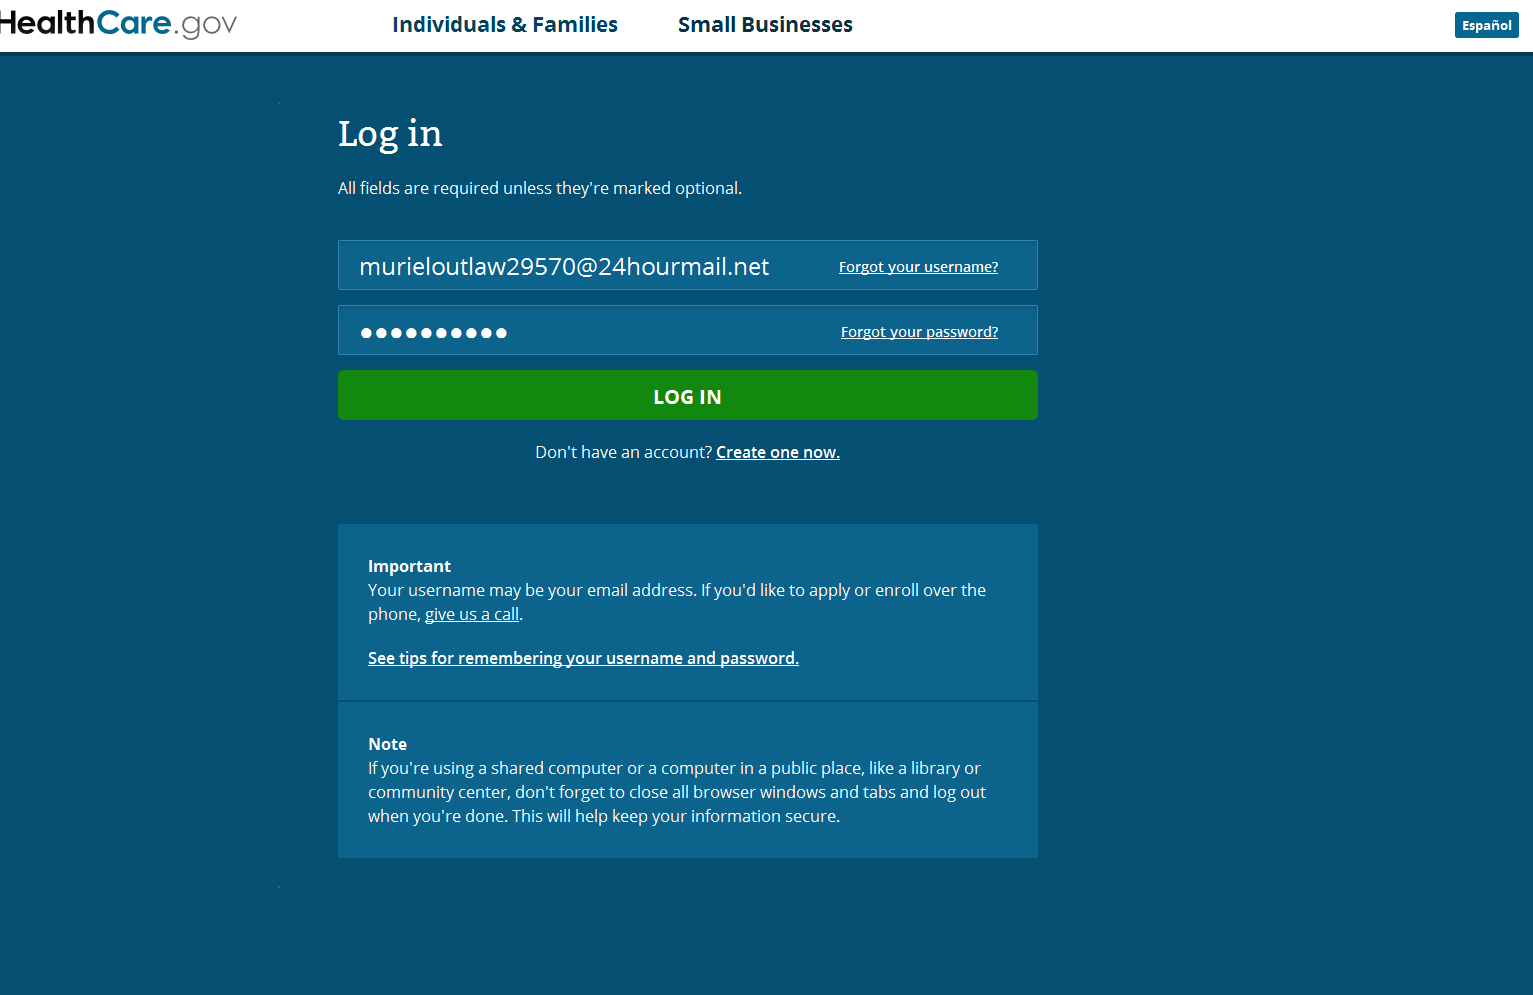 HealthCare.gov Individuals & Families Small Businesses Español
Log in
All fields are required unless they're marked optional.
murieloutlaw29570@24hourmail.net Forgot your username?
●●●●●●●●●● Forgot your password?
LOG IN
Don't have an account? Create one now.
Important
Your username may be your email address. If you'd like to apply or enroll over the
phone, give us a call.
See tips for remembering your username and password.
Note
If you're using a shared computer or a computer in a public place, like a library or
community center, don't forget to close all browser windows and tabs and log out
when you're done. This will help keep your information secure.